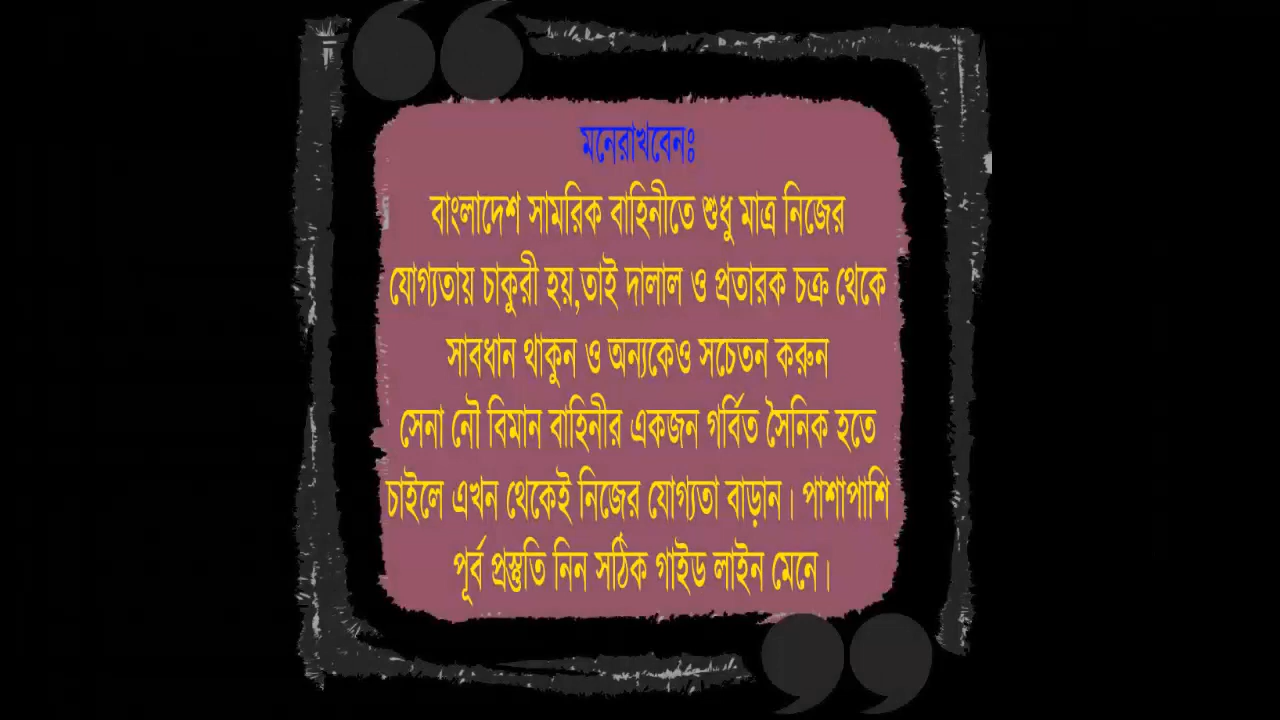 মনেরাখবেনঃ
বাংলাদেশ সামরিক বাহিনীতে শুধু মাত্র নিজের
যোগ্যতায় চাকুরী হয়,তাই দালাল ও প্রতারক চক্র থেকে
সাবধান থাকুন ও অন্যকেও সচেতন করুন
সেনা নৌ বিমান বাহিনীর একজন গর্বিত সৈনিক হতে
চাইলে এখন থেকেই নিজের যোগ্যতা বাড়ান। পাশাপাশি
পূর্ব প্রস্তুতি নিন সঠিক গাইড লাইন মেনে।